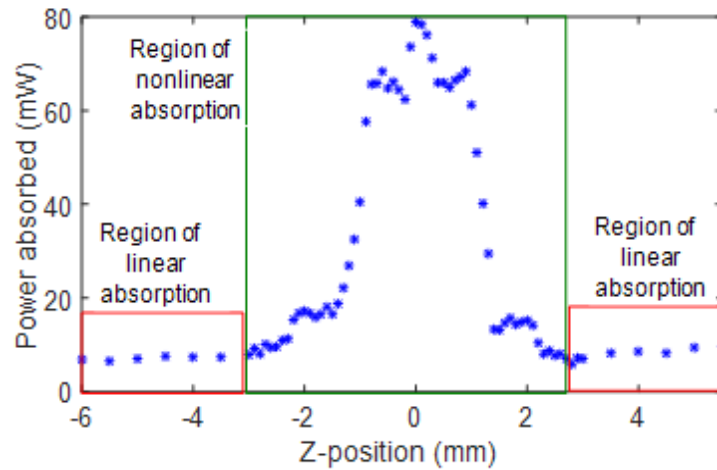 80
60
40
20
0
Power absorbed (mW)
Region of
nonlinear
absorption
Region of
linear
absorption
Region of
linear
absorption
-6
-4
-2
0
2
4
Z-position (mm)